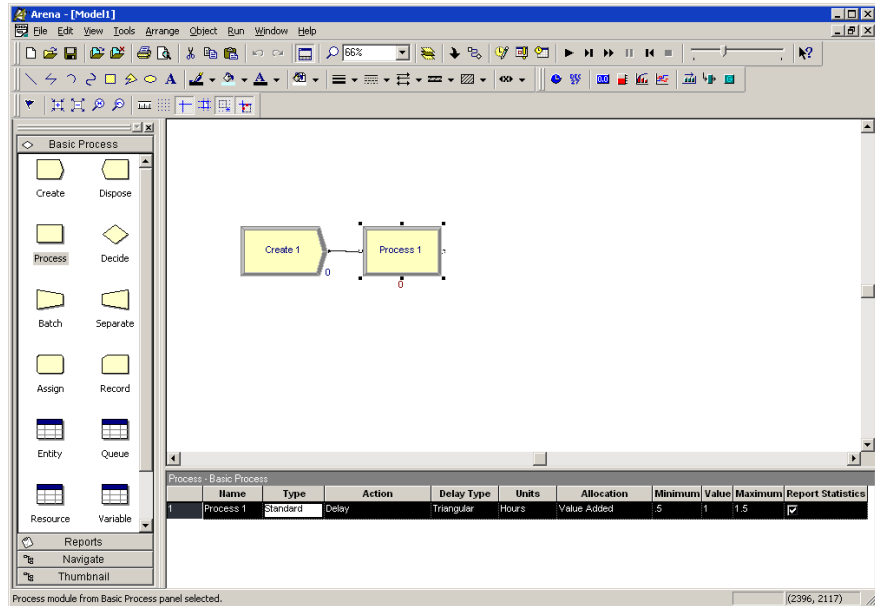 Arena - [Model1]
File Edit View Tools Arrange Object Run Window Help
66%
Basic Process
Create Dispose
Process Decide
Batch Separate
Assign Record
Entity Queue
Resource Variable
Reports
Navigate
Thumbnail
Create 1
0
Process 1
0
Process - Basic Process
Name Type Action Delay Type Units Allocation Minimum Value Maximum Report Statistics
1 Process 1 Standard Delay Triangular Hours Value Added .5 1 1.5
Process module from Basic Process panel selected.
(2396, 2117)